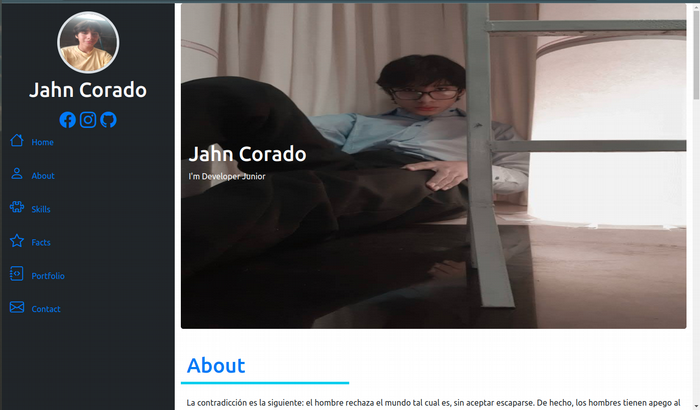 Jahn Corado
Home
About
Skills
Facts
Portfolio
Contact
Jahn Corado
I'm Developer Junior
About
La contradicción es la siguiente: el hombre rechaza el mundo tal cual es, sin aceptar escaparse. De hecho, los hombres tienen apego al